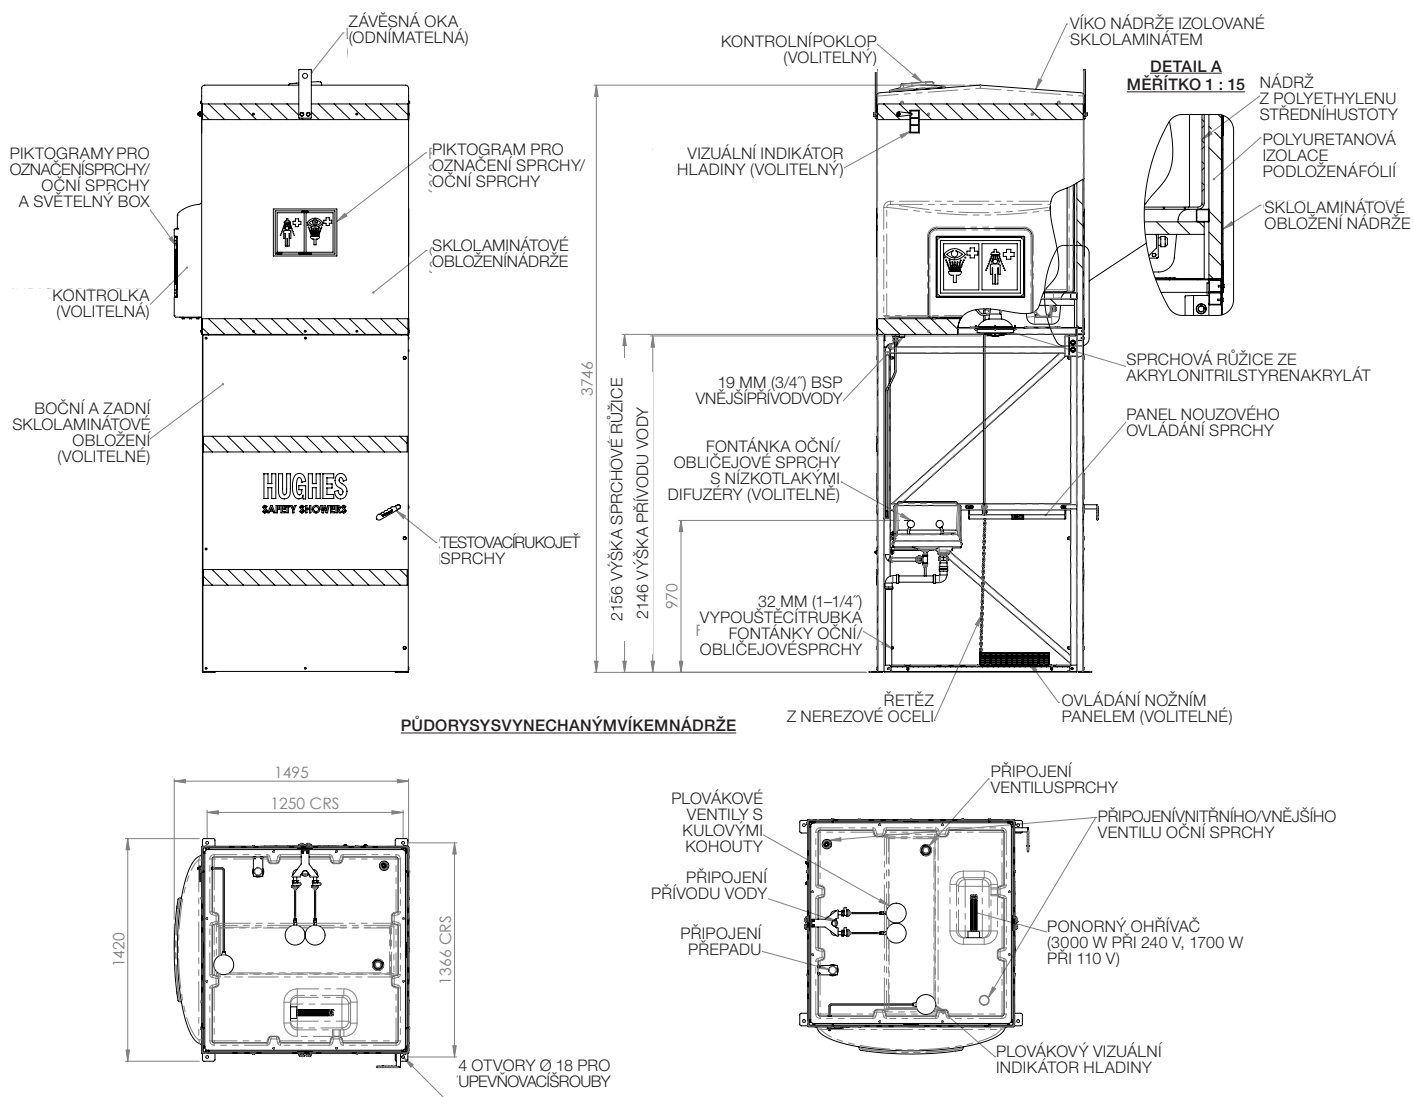 ZÁVĚSNÁ OKA
(ODNÍMATELNÁ)
PIKTOGRAMY PRO
OZNAČENÍSPRCHY/
OČNÍ SPRCHY
A SVĚTELNÝ BOX
PIKTOGRAM PRO
OZNAČENÍ SPRCHY/
OČNÍ SPRCHY
SKLOLAMINÁTOVÉ
OBLOŽENÍNÁDRŽE
KONTROLKA
(VOLITELNÁ)
BOČNÍ A ZADNÍ
SKLOLAMINÁTOVÉ
OBLOŽENÍ
(VOLITELNÉ)
HUGHES
SAFETY SHOWERS
TESTOVACÍRUKOJEŤ
SPRCHY
KONTROLNÍPOKLOP
(VOLITELNÝ)
VÍKO NÁDRŽE IZOLOVANÉ
SKLOLAMINÁTEM
DETAIL A
MĚŘÍTKO 1 : 15
NÁDRŽ
Z POLYETHYLENU
STŘEDNÍHUSTOTY
POLYURETANOVÁ
IZOLACE
PODLOŽENÁFÓLIÍ
SKLOLAMINÁTOVÉ
OBLOŽENÍ NÁDRŽE
VIZUÁLNÍ INDIKÁTOR
HLADINY (VOLITELNÝ)
3746
2156 VÝŠKA SPRCHOVÉ RŮŽICE
2146 VÝŠKA PŘÍVODU VODY
970
19 MM (3/4˝) BSP
VNĚJŠÍPŘÍVODVODY
FONTÁNKA OČNÍ/
OBLIČEJOVÉ SPRCHY
S NÍZKOTLAKÝMI
DIFUZÉRY (VOLITELNĚ)
32 MM (1–1/4˝)
VYPOUŠTĚCÍTRUBKA
FONTÁNKY OČNÍ/
OBLIČEJOVÉSPRCHY
SPRCHOVÁ RŮŽICE ZE
AKRYLONITRILSTYRENAKRYLÁT
PANEL NOUZOVÉHO
OVLÁDÁNÍ SPRCHY
ŘETĚZ
Z NEREZOVÉ OCELI
OVLÁDÁNÍ NOŽNÍM
PANELEM (VOLITELNÉ)
PŮDORYSYSVYNECHANÝMVÍKEMNÁDRŽE
1495
1250 CRS
1420
1366 CRS
4 OTVORY Ø 18 PRO
UPEVŇOVACÍŠROUBY
PLOVÁKOVÉ
VENTILY S
KULOVÝMI
KOHOUTY
PŘIPOJENÍ
PŘÍVODU VODY
PŘIPOJENÍ
PŘEPADU
PŘIPOJENÍ
VENTILUSPRCHY
PŘIPOJENÍVNITŘNÍHO/VNĚJŠÍHO
VENTILU OČNÍ SPRCHY
PONORNÝ OHŘÍVAČ
(3000 W PŘI 240 V, 1700 W
PŘI 110 V)
PLOVÁKOVÝ VIZUÁLNÍ
INDIKÁTOR HLADINY